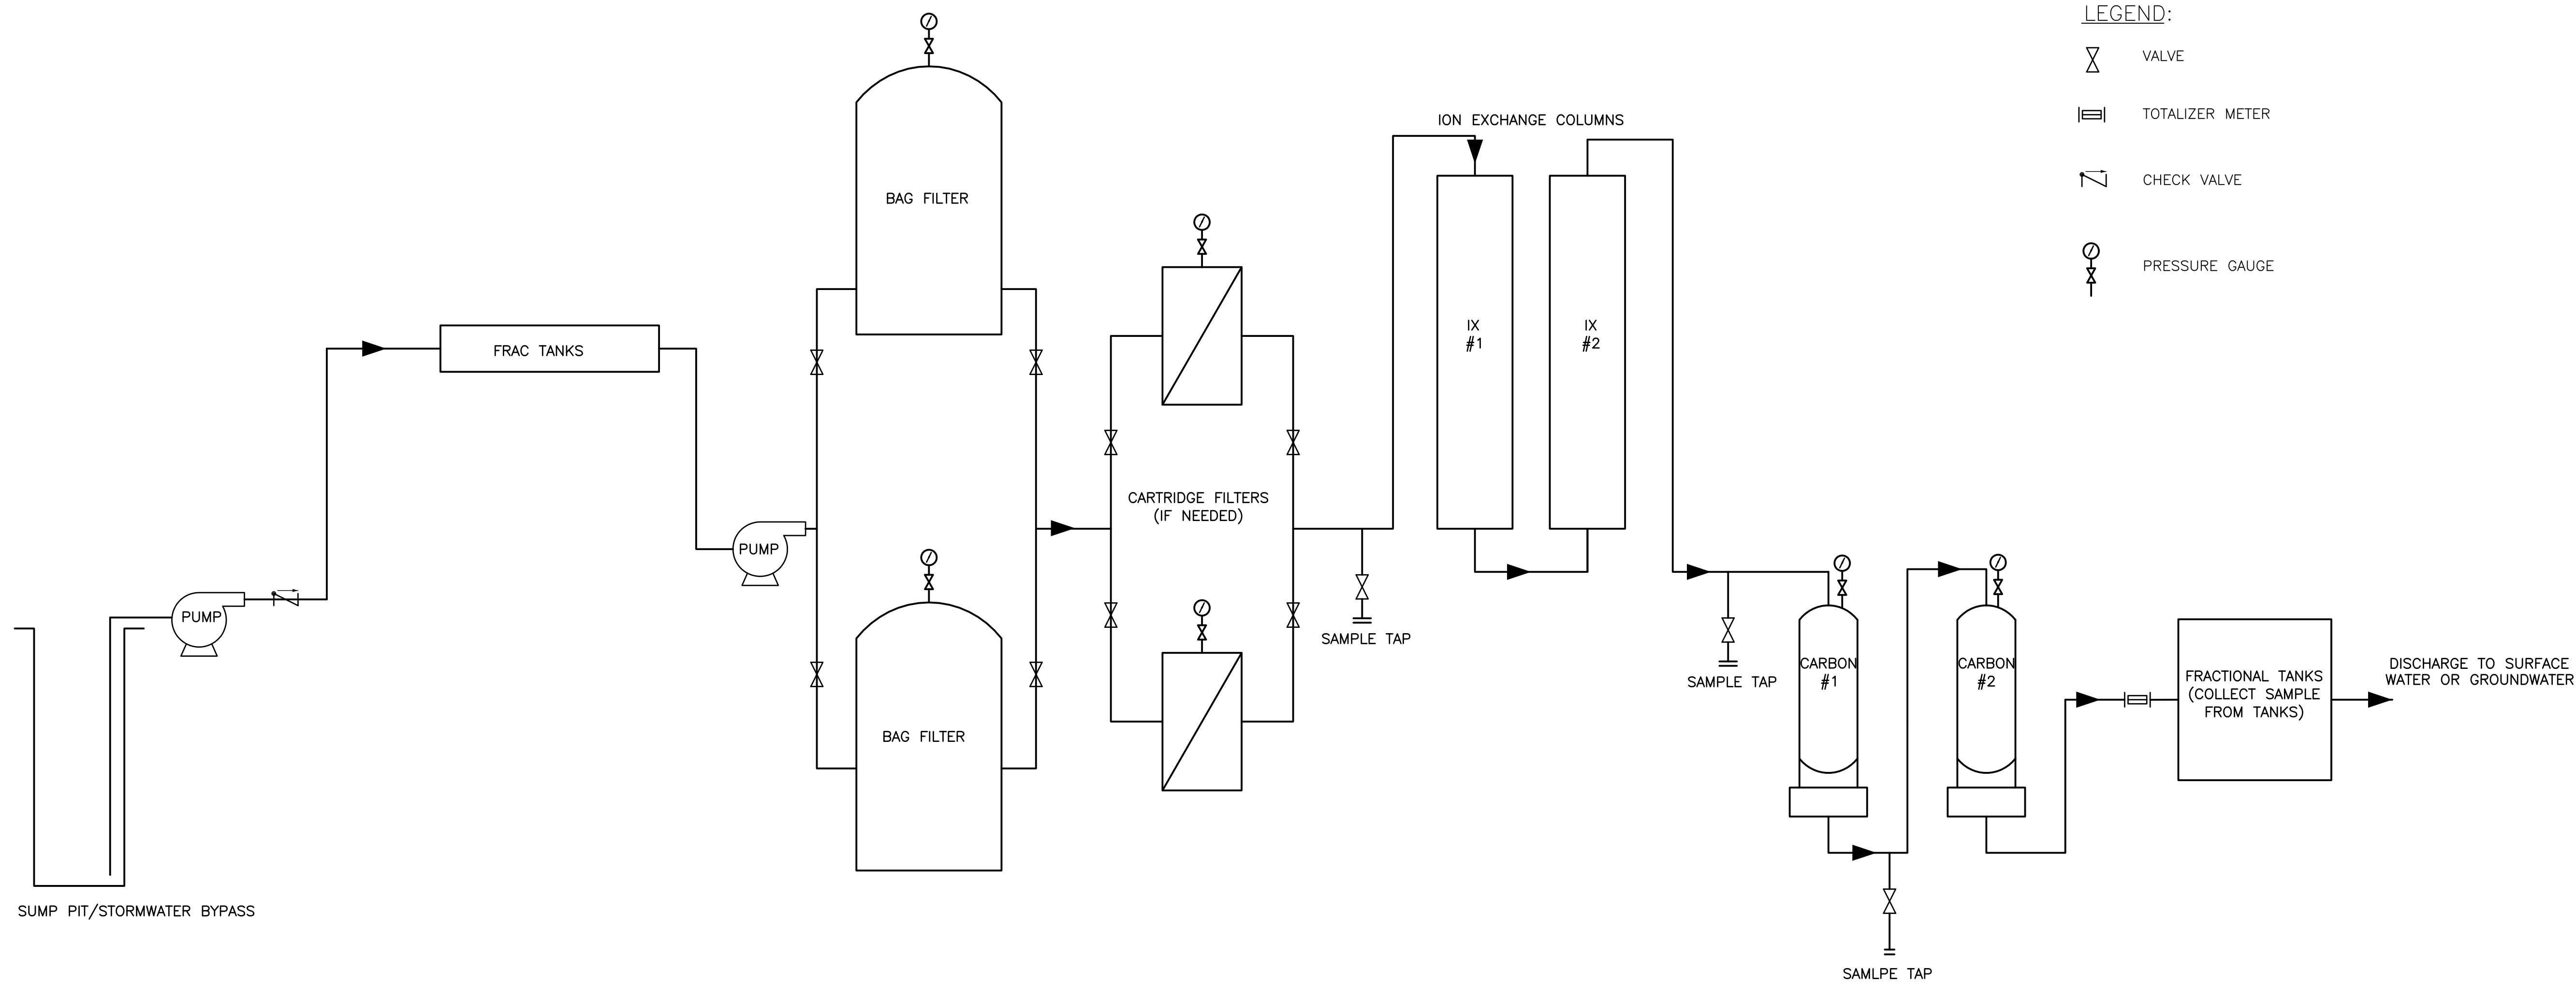 LEGEND:
VALVE
TOTALIZER METER
CHECK VALVE
PRESSURE GAUGE
ION EXCHANGE COLUMNS
BAG FILTER
FRAC TANKS
IX
#1
IX
#2
CARTRIDGE FILTERS
(IF NEEDED)
PUMP
PUMP
SAMPLE TAP
SAMPLE TAP
BAG FILTER
CARBON
#1
CARBON
#2
FRACTIONAL TANKS
(COLLECT SAMPLE
FROM TANKS)
DISCHARGE TO SURFACE
WATER OR GROUNDWATER
SUMP PIT/STORMWATER BYPASS
SAMLPE TAP